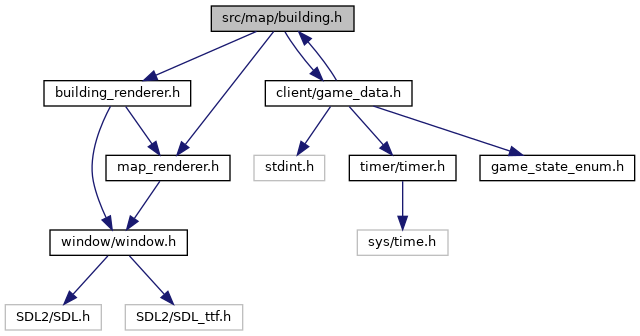 src/map/building.h
building_renderer.h
client/game_data.h
map_renderer.h
stdint.h
timer/timer.h
game_state_enum.h
window/window.h
sys/time.h
SDL2/SDL.h
SDL2/SDL_ttf.h